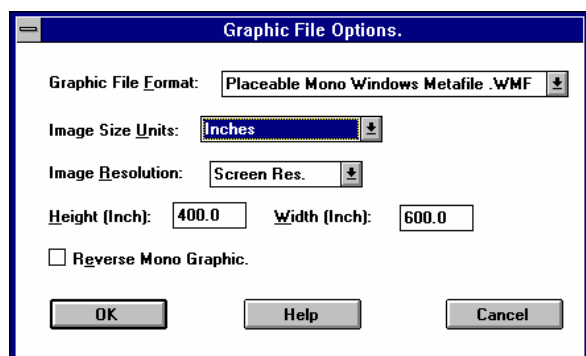 Graphic File Options.
Graphic File Format: Placeable Mono Windows Metafile .WMF
Image Size Units: Inches
Image Resolution: Screen Res.
Height (Inch): 400.0 Width (Inch): 600.0
Reverse Mono Graphic.
OK Help Cancel